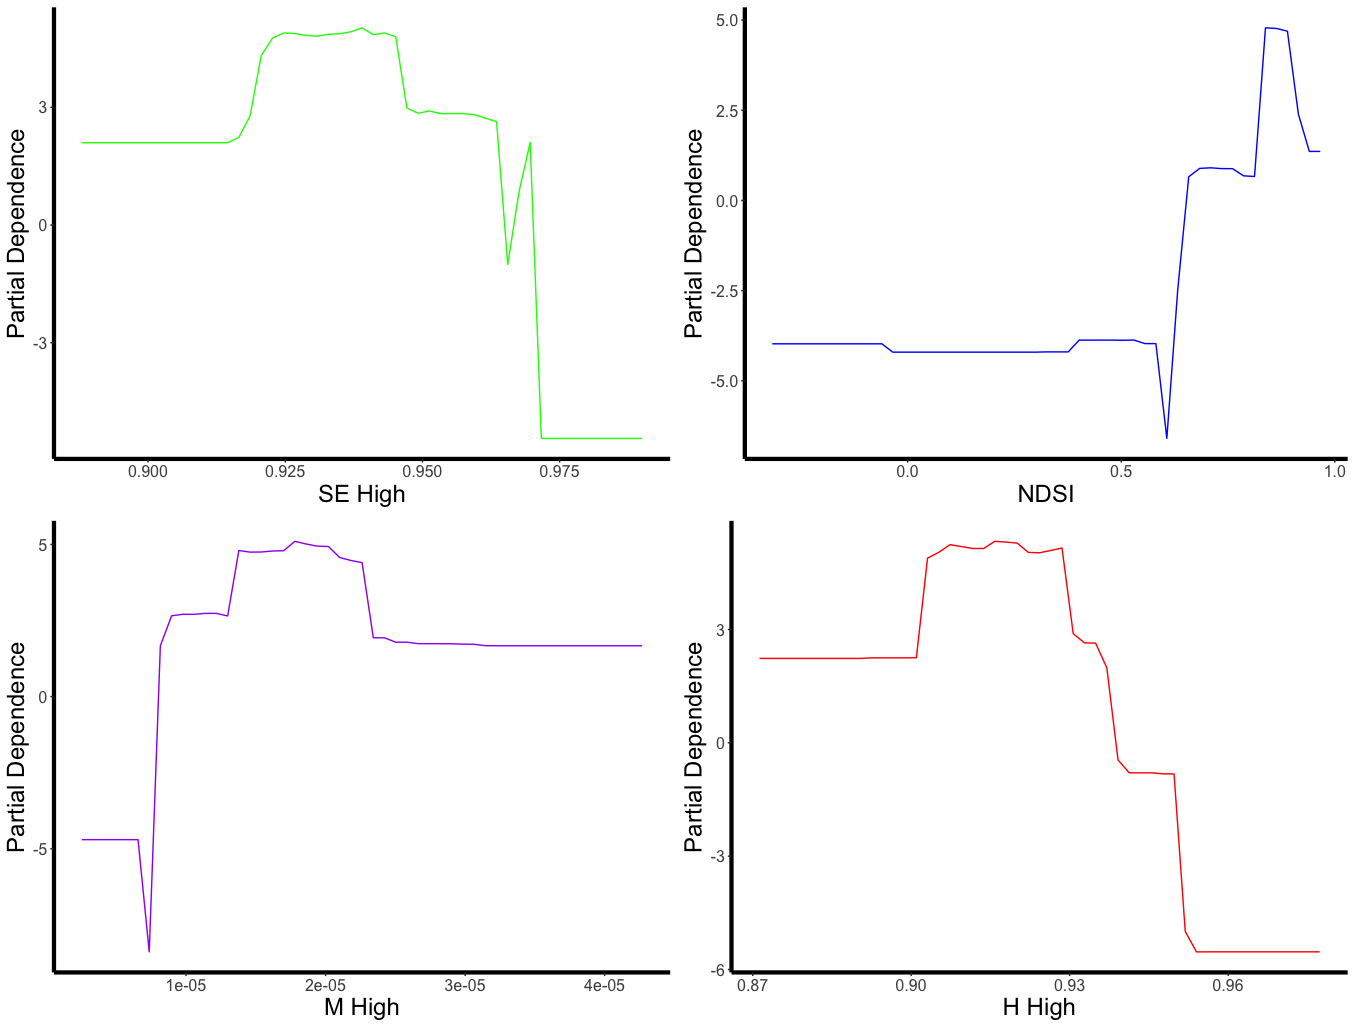 Partial Dependence
3
0
-3
0.900 0.925 0.950 0.975
SE High
Partial Dependence
5.0
2.5
0.0
-2.5
-5.0
0.0 0.5 1.0
NDSI
Partial Dependence
5
0
-5
1e-05 2e-05 3e-05 4e-05
M High
Partial Dependence
3
0
-3
-6
0.87 0.90 0.93 0.96
H High